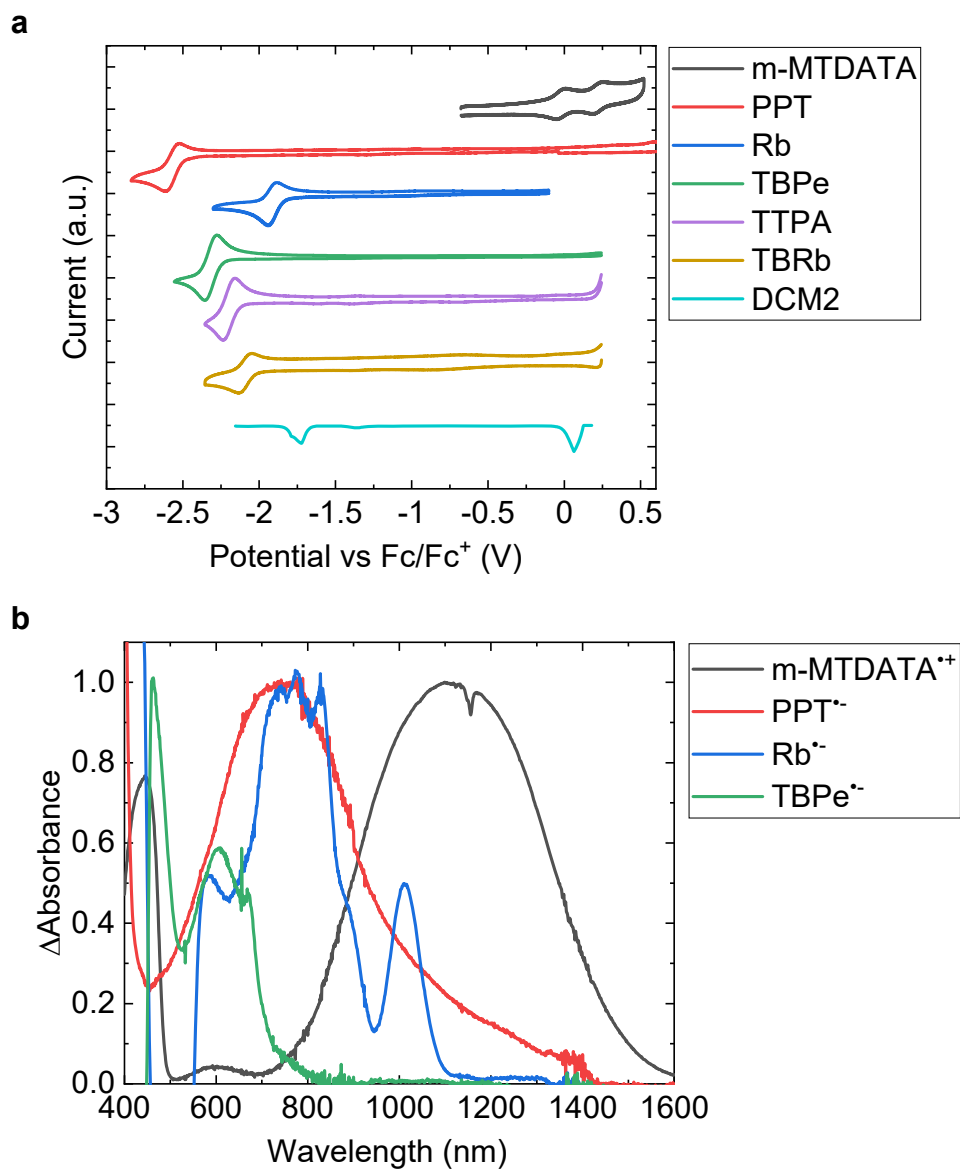 a
m-MTDATA
PPT
Rb
TBPe
TTPA
TBRb
DCM2
Current (a.u.)
-3 -2.5 -2 -1.5 -1 -0.5 0 0.5
Potential vs Fc/Fc⁺ (V)
b
m-MTDATA•⁺
PPT•⁻
Rb•⁻
TBPe•⁻
1.0
0.8
0.6
0.4
0.2
0.0
ΔAbsorbance
400 600 800 1000 1200 1400 1600
Wavelength (nm)